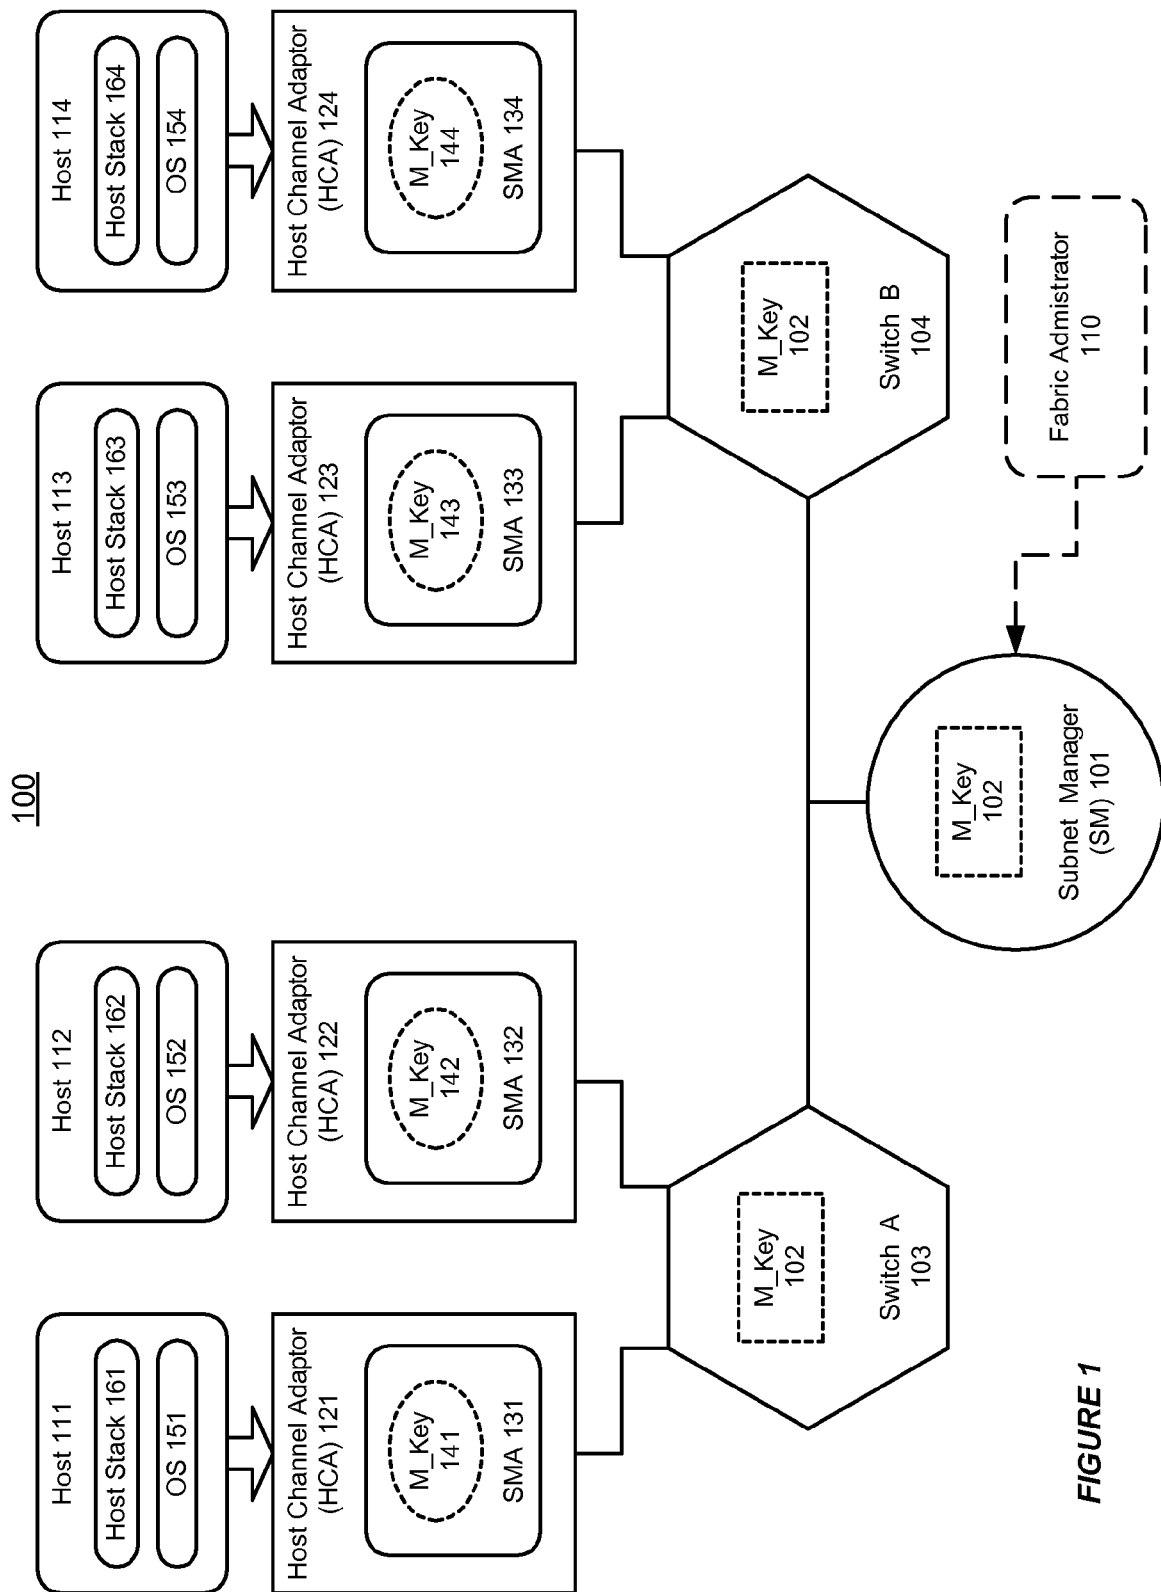 100
Host 111
Host Stack 161
OS 151
Host 112
Host Stack 162
OS 152
Host 113
Host Stack 163
OS 153
Host 114
Host Stack 164
OS 154
Host Channel Adaptor
(HCA) 121
M_Key
141
SMA 131
Host Channel Adaptor
(HCA) 122
M_Key
142
SMA 132
Host Channel Adaptor
(HCA) 123
M_Key
143
SMA 133
Host Channel Adaptor
(HCA) 124
M_Key
144
SMA 134
M_Key
102
Switch A
103
M_Key
102
Switch B
104
M_Key
102
Subnet Manager
(SM) 101
Fabric Admistrator
110
FIGURE 1